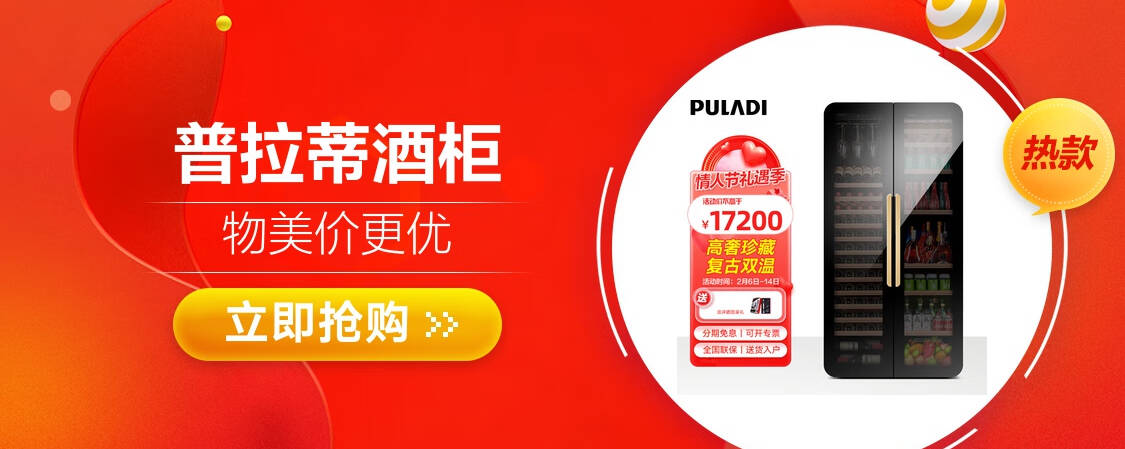 普拉蒂酒柜
物美价更优
立即抢购
PULADI
情人节礼遇季
活动价不高于
¥17200
高奢珍藏
复古双温
活动时间：2月6日-14日
送
分期免息 | 可开专票
全国联保 | 送货入户
热款